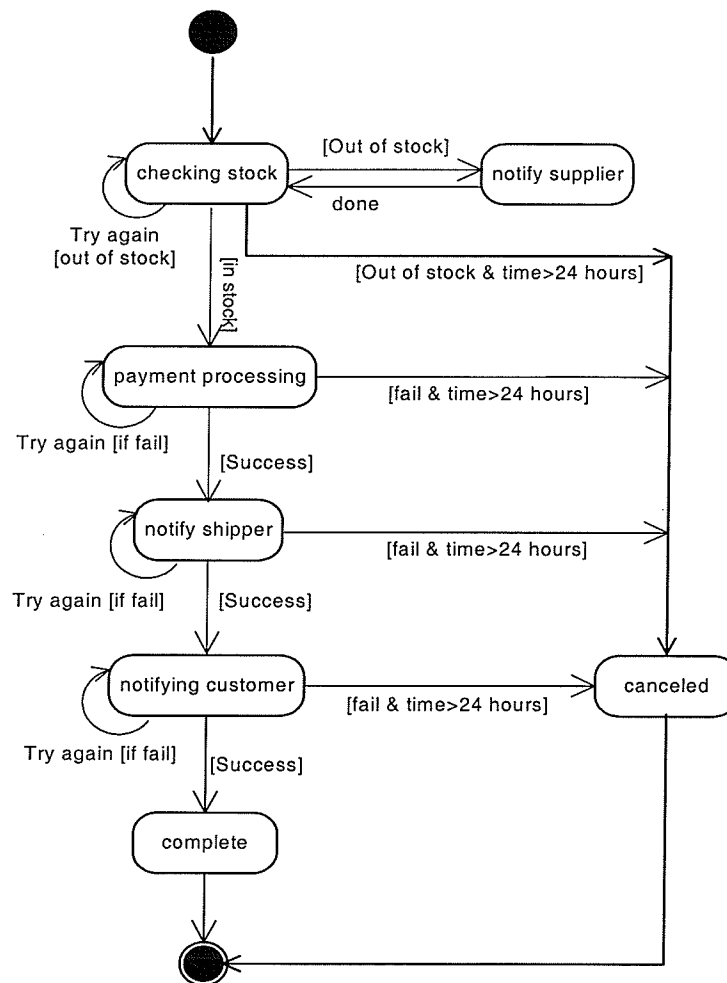 [Out of stock]
checking stock
notify supplier
done
Try again
[out of stock]
[in stock]
[Out of stock & time>24 hours]
payment processing
[fail & time>24 hours]
Try again [if fail]
[Success]
notify shipper
[fail & time>24 hours]
Try again [if fail]
[Success]
notifying customer
canceled
[fail & time>24 hours]
Try again [if fail]
[Success]
complete